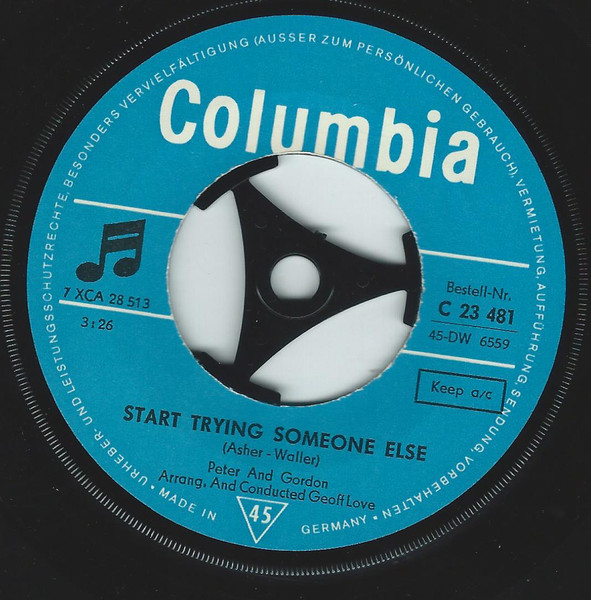 URHEBER- UND LEISTUNGSSCHUTZRECHTE, BESONDERS VERVIELFÄLTIGUNG (AUSSER ZUM PERSÖNLICHEN GEBRAUCH), VERMIETUNG, AUFFÜHRUNG, SENDUNG, VORBEHALTEN
Columbia
7 XCA 28 513
3:26
Bestell-Nr.
C 23 481
45-DW 6559
Keep a/c
START TRYING SOMEONE ELSE
(Asher - Waller)
Peter And Gordon
Arrang. And Conducted Geoff Love
• MADE IN
45
GERMANY •